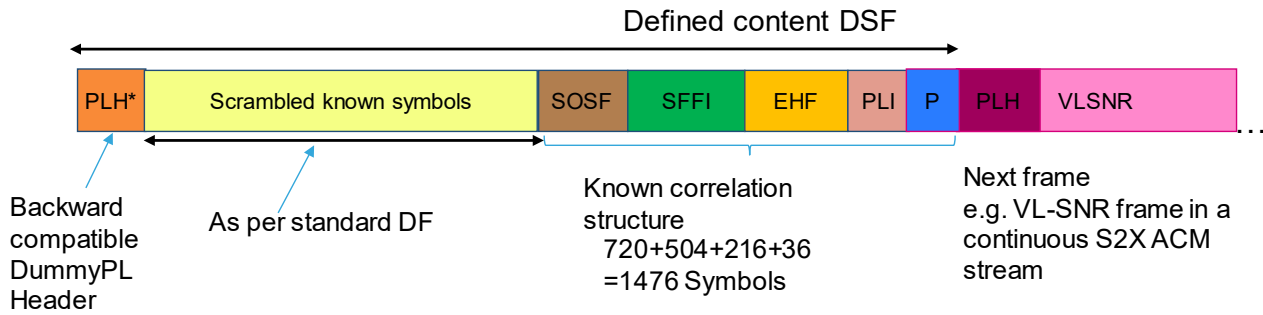 Defined content DSF
PLH* Scrambled known symbols SOSF SFFI EHF PLI P PLH VLSNR
...
Backward
compatible
DummyPL
Header
As per standard DF
Known correlation
structure
720+504+216+36
=1476 Symbols
Next frame
e.g. VL-SNR frame in a
continuous S2X ACM
stream